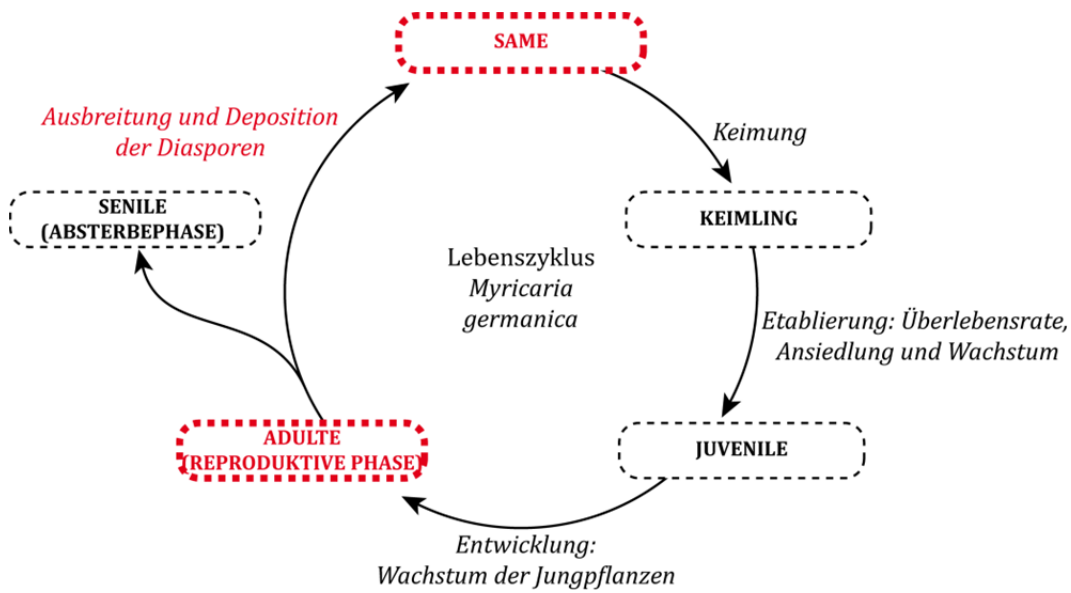 SAME
Ausbreitung und Deposition
der Diasporen
Keimung
SENILE
(ABSTERBEPHASE)
KEIMLING
Lebenszyklus
Myricaria
germanica
Etablierung: Überlebensrate,
Ansiedlung und Wachstum
ADULTE
(REPRODUKTIVE PHASE)
JUVENILE
Entwicklung:
Wachstum der Jungpflanzen